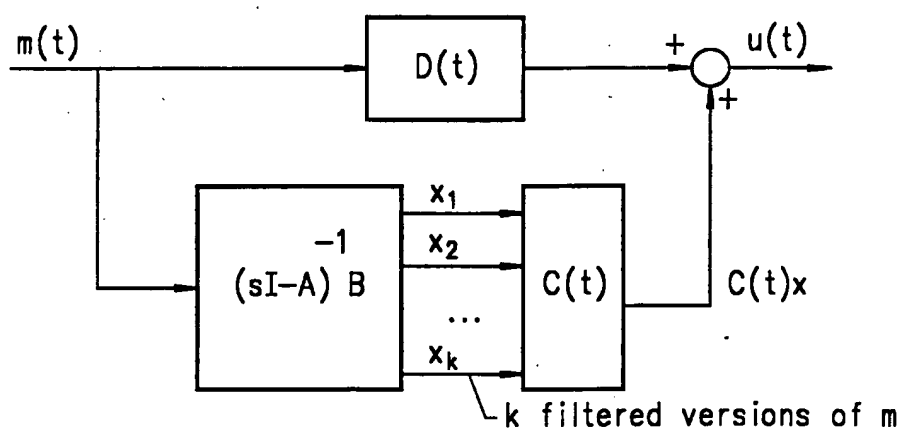 m(t)
D(t)
+
u(t)
+
x₁
x₂
-1
(sI-A) B
...
xₖ
C(t)
C(t)x
k filtered versions of m